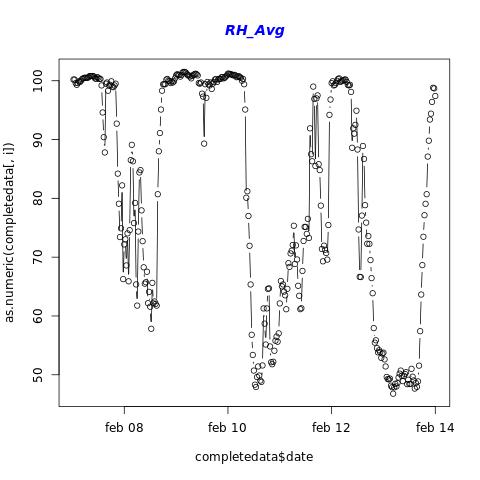 RH_Avg
as.numeric(completedata[, i])
100
90
80
70
60
50
feb 08
feb 10
feb 12
feb 14
completedata$date